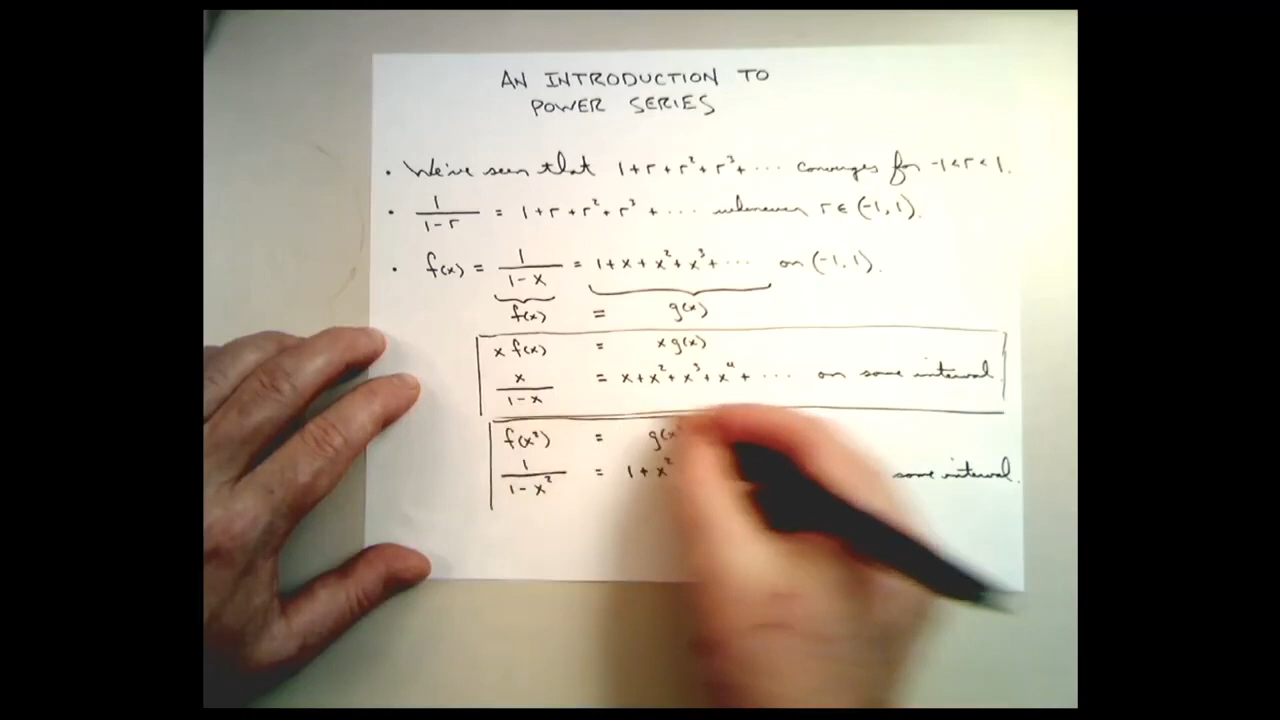 AN INTRODUCTION TO
POWER SERIES
• We've seen that 1 + r + r² + r³ + ··· converges for -1 < r < 1.
• 1/(1-r) = 1 + r + r² + r³ + ··· whenever r ∈ (-1, 1).
• f(x) = 1/(1-x) = 1 + x + x² + x³ + ··· on (-1, 1).
f(x) = g(x)
x f(x) = x g(x)
x/(1-x) = x + x² + x³ + x⁴ + ··· on some interval
f(x²) = g(x²
1/(1-x²) = 1 + x² some interval.